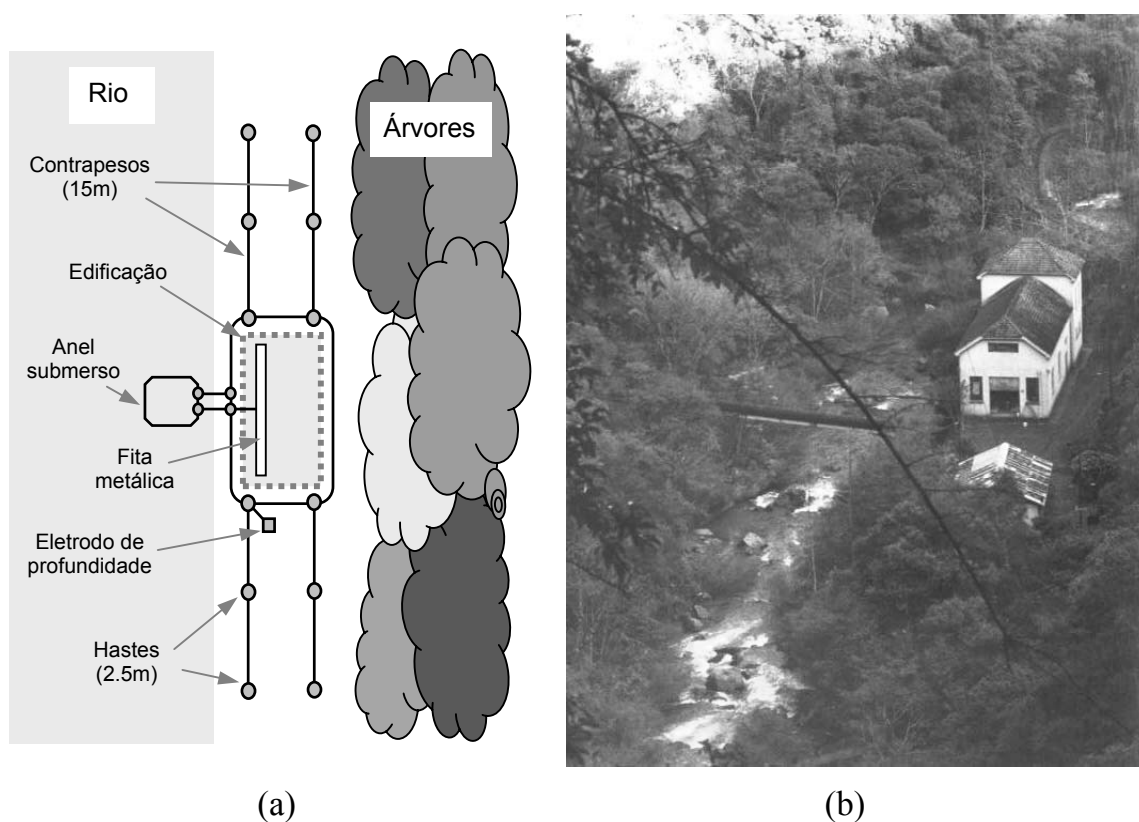 Rio
Árvores
Contrapesos
(15m)
Edificação
Anel
submerso
Fita
metálica
Eletrodo de
profundidade
Hastes
(2.5m)
(a)
(b)